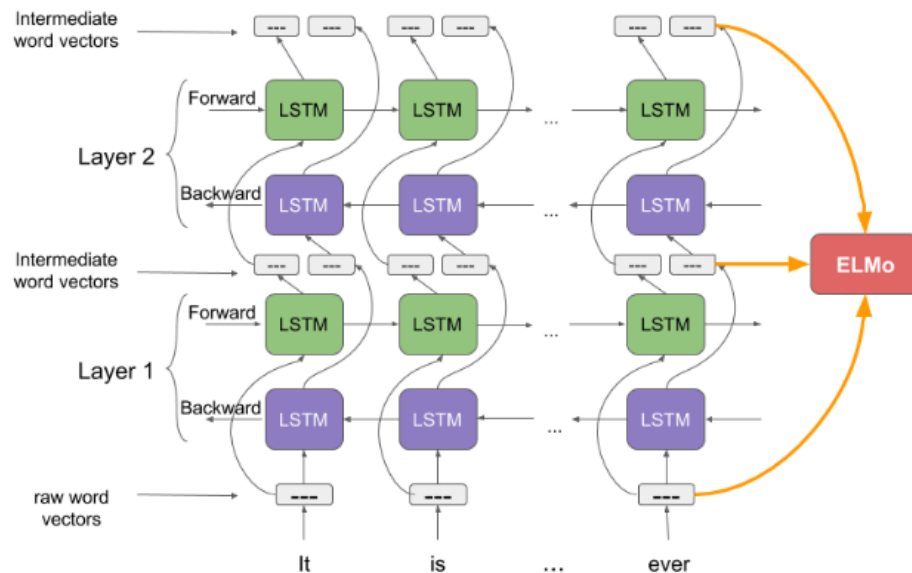 Intermediate
word vectors
--- --- --- --- --- ---
Forward
LSTM LSTM ... LSTM
Layer 2
Backward
LSTM LSTM ... LSTM
Intermediate
word vectors
--- --- --- --- --- ---
ELMo
Forward
LSTM LSTM ... LSTM
Layer 1
Backward
LSTM LSTM ... LSTM
raw word
vectors
--- --- ---
It is ... ever